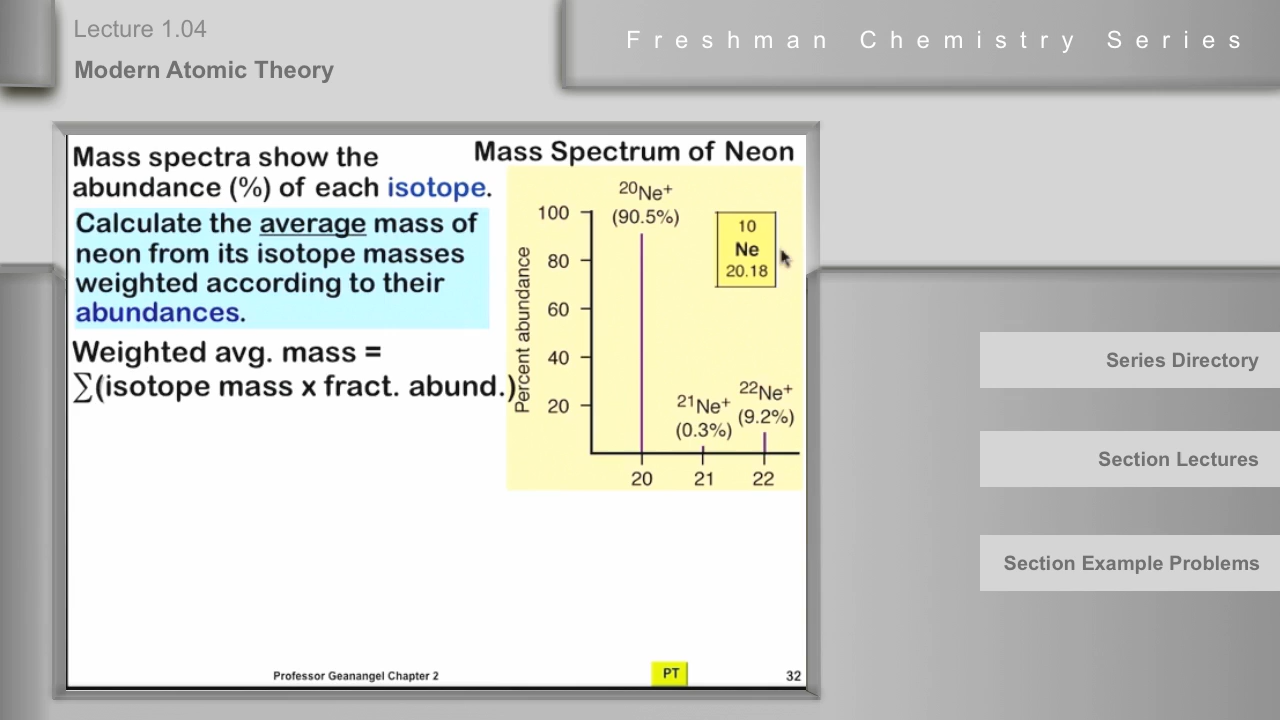 Lecture 1.04
Modern Atomic Theory
Freshman Chemistry Series
Mass spectra show the
abundance (%) of each isotope.
Calculate the average mass of
neon from its isotope masses
weighted according to their
abundances.
Weighted avg. mass =
∑(isotope mass x fract. abund.)
Mass Spectrum of Neon
Percent abundance
100
80
60
40
20
²⁰Ne⁺
(90.5%)
10
Ne
20.18
²¹Ne⁺
(0.3%)
²²Ne⁺
(9.2%)
20 21 22
Series Directory
Section Lectures
Section Example Problems
Professor Geanangel Chapter 2
PT
32